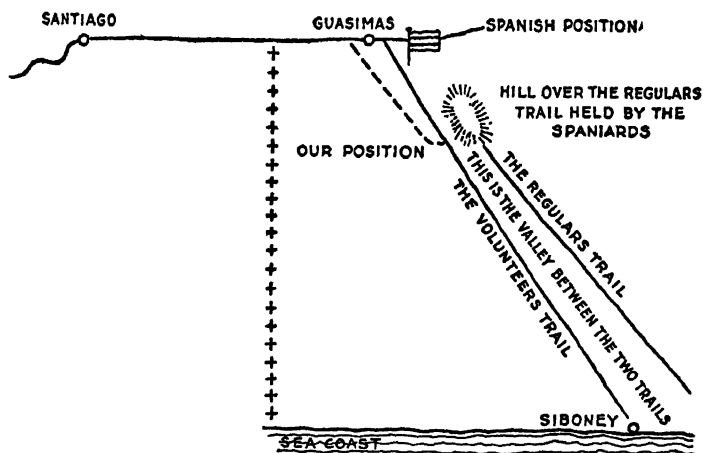 SANTIAGO
GUASIMAS
SPANISH POSITION
HILL OVER THE REGULARS
TRAIL HELD BY THE
SPANIARDS
OUR POSITION
THE REGULARS TRAIL
THIS IS THE VALLEY BETWEEN THE TWO TRAILS
THE VOLUNTEERS TRAIL
SIBONEY
SEA COAST